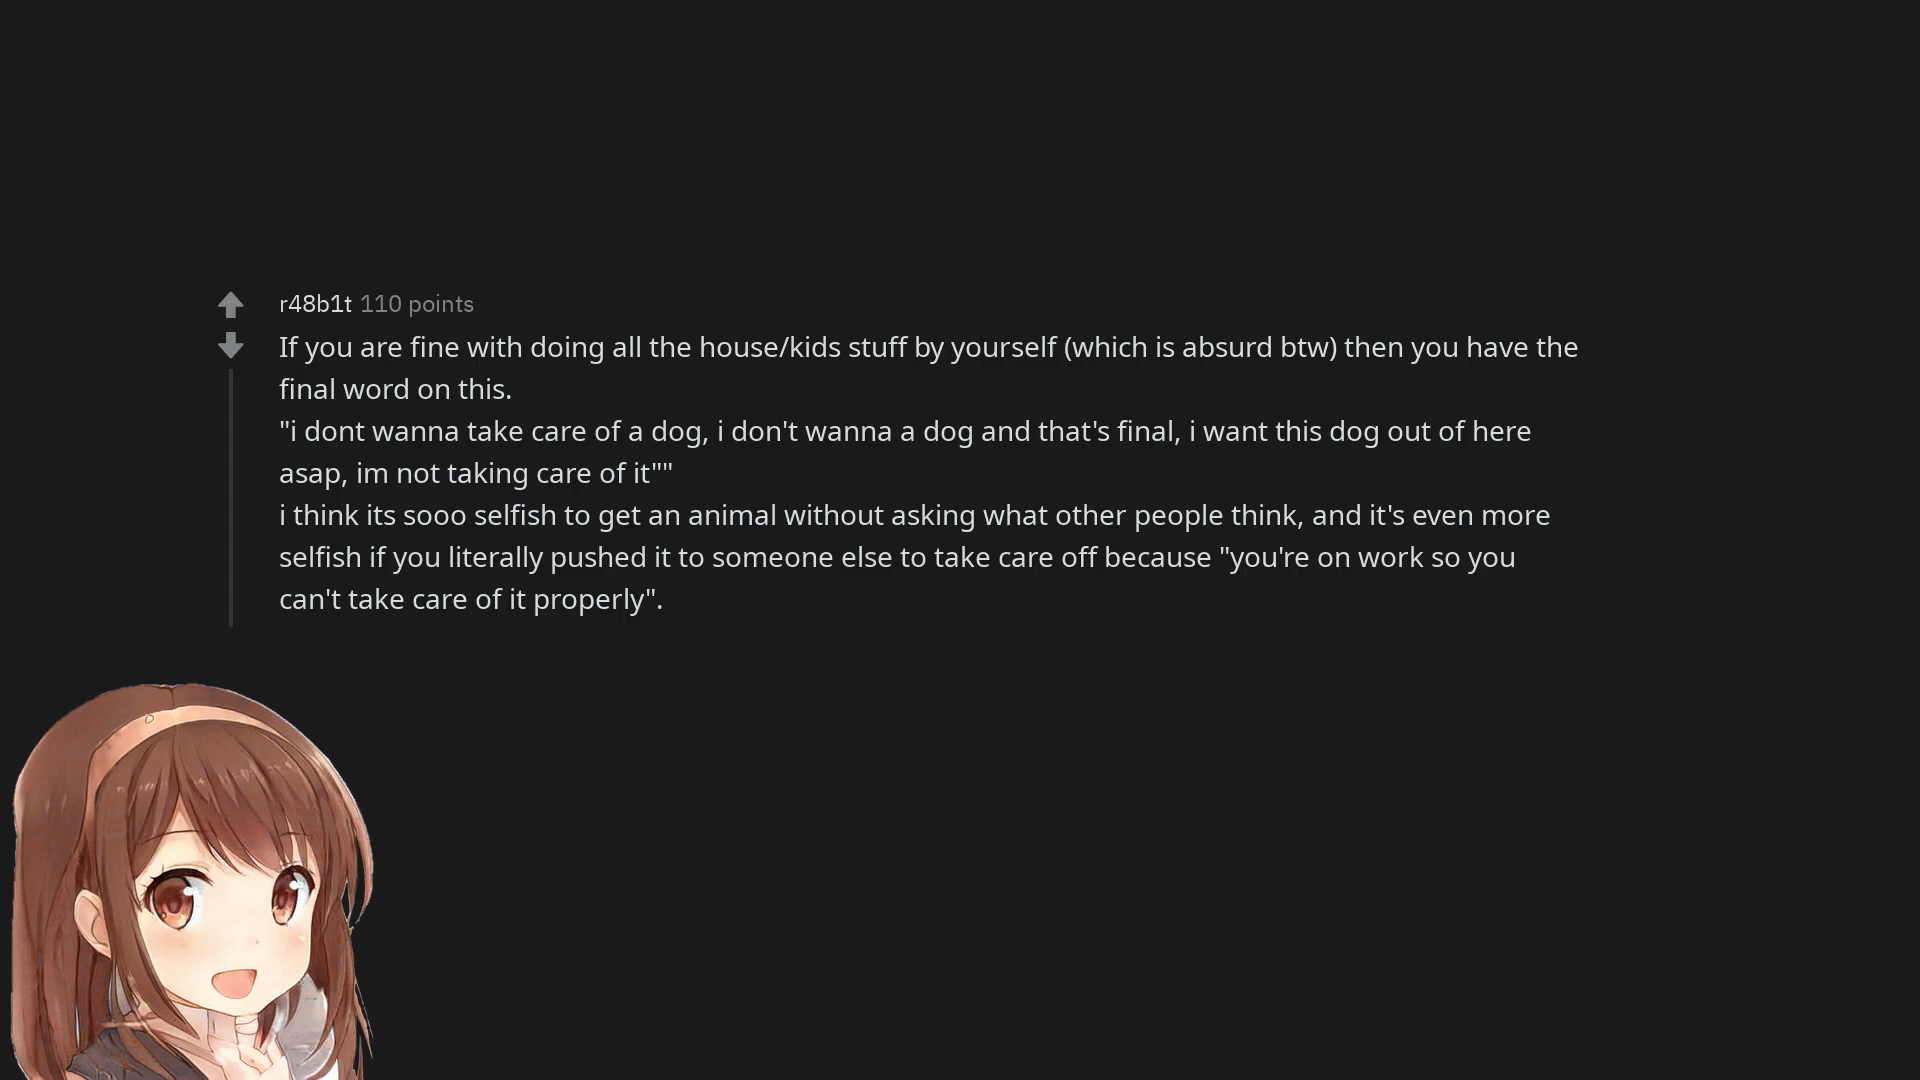 r48b1t 110 points
If you are fine with doing all the house/kids stuff by yourself (which is absurd btw) then you have the
final word on this.
"i dont wanna take care of a dog, i don't wanna a dog and that's final, i want this dog out of here
asap, im not taking care of it""
i think its sooo selfish to get an animal without asking what other people think, and it's even more
selfish if you literally pushed it to someone else to take care off because "you're on work so you
can't take care of it properly".